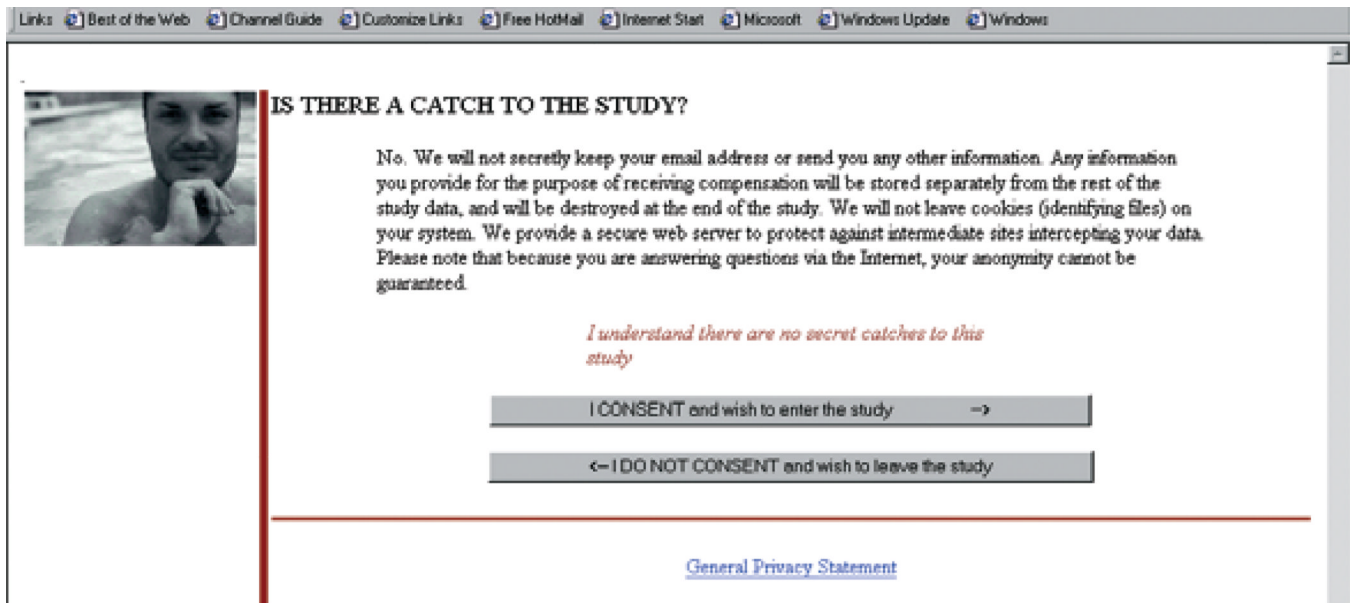 Links Best of the Web Channel Guide Customize Links Free HotMail Internet Start Microsoft Windows Update Windows
IS THERE A CATCH TO THE STUDY?
No. We will not secretly keep your email address or send you any other information. Any information
you provide for the purpose of receiving compensation will be stored separately from the rest of the
study data, and will be destroyed at the end of the study. We will not leave cookies (identifying files) on
your system. We provide a secure web server to protect against intermediate sites intercepting your data.
Please note that because you are answering questions via the Internet, your anonymity cannot be
guaranteed.
I understand there are no secret catches to this
study
I CONSENT and wish to enter the study -->
<-- I DO NOT CONSENT and wish to leave the study
General Privacy Statement